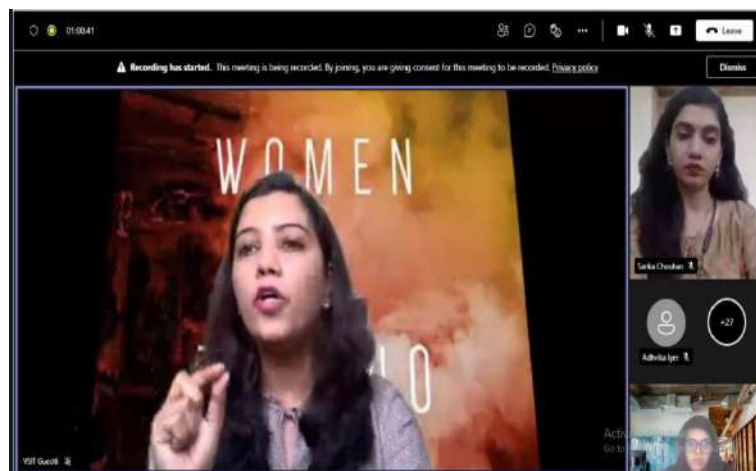 01:00:41
Leave
Recording has started. This meeting is being recorded. By joining, you are giving consent for this meeting to be recorded. Privacy policy
Dismiss
WOMEN
Sarika Chouhan
+27
Adhvika Iyer
VSIT Guest8